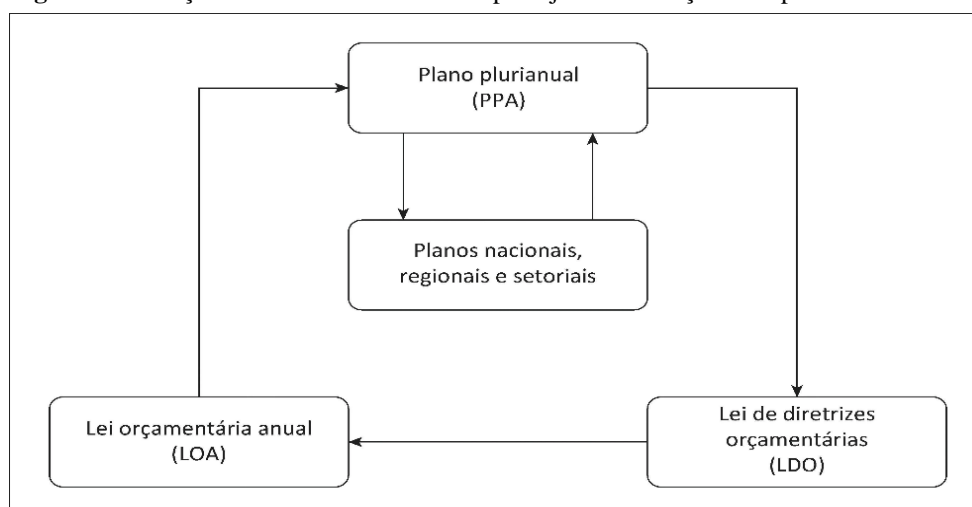 Plano plurianual
(PPA)
Planos nacionais,
regionais e setoriais
Lei orçamentária anual
(LOA)
Lei de diretrizes
orçamentárias
(LDO)